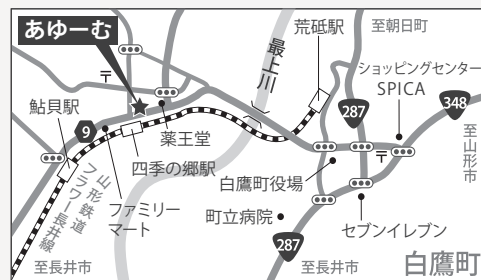 あゆーむ
荒砥駅
至朝日町
最上川
ショッピングセンター
SPICA
348
287
〒
鮎貝駅
9
薬王堂
四季の郷駅
ファミリー
マート
山形鉄道
フラワー長井線
至長井市
白鷹町役場
〒
至山形市
町立病院
セブンイレブン
287
至長井市
白鷹町